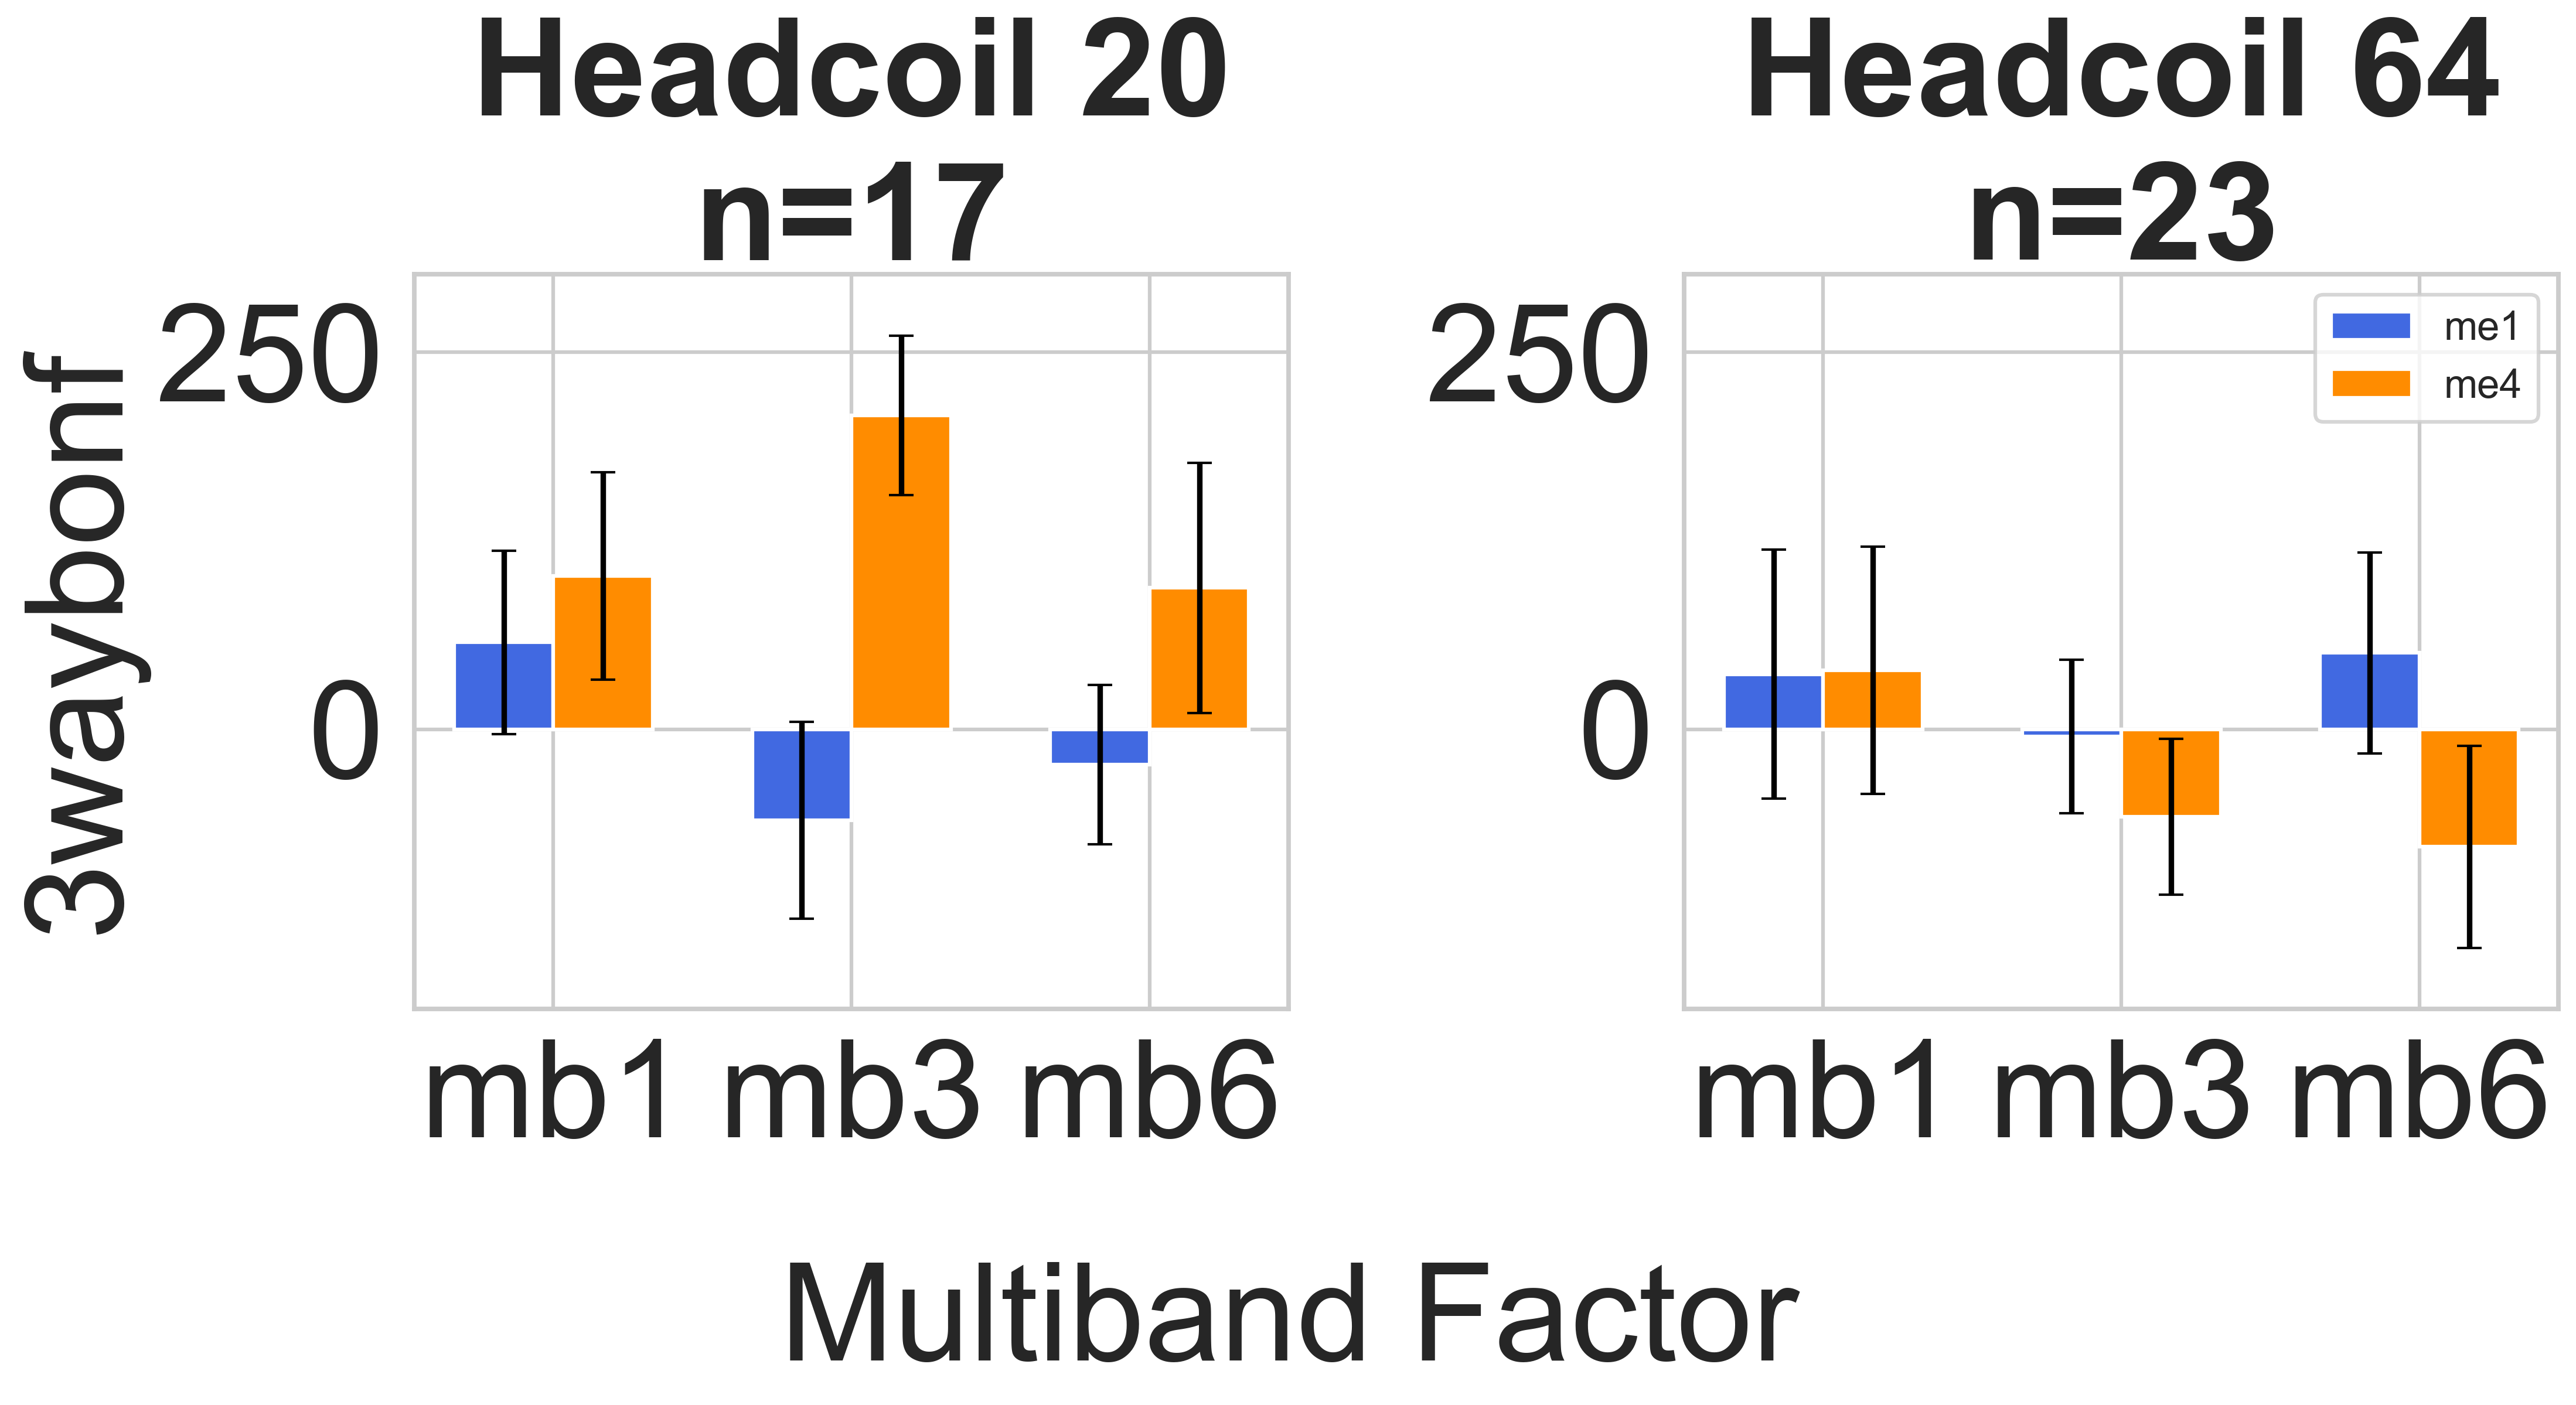 Headcoil 20
n=17
Headcoil 64
n=23
3waybonf
250
0
250
0
me1
me4
mb1 mb3 mb6
mb1 mb3 mb6
Multiband Factor